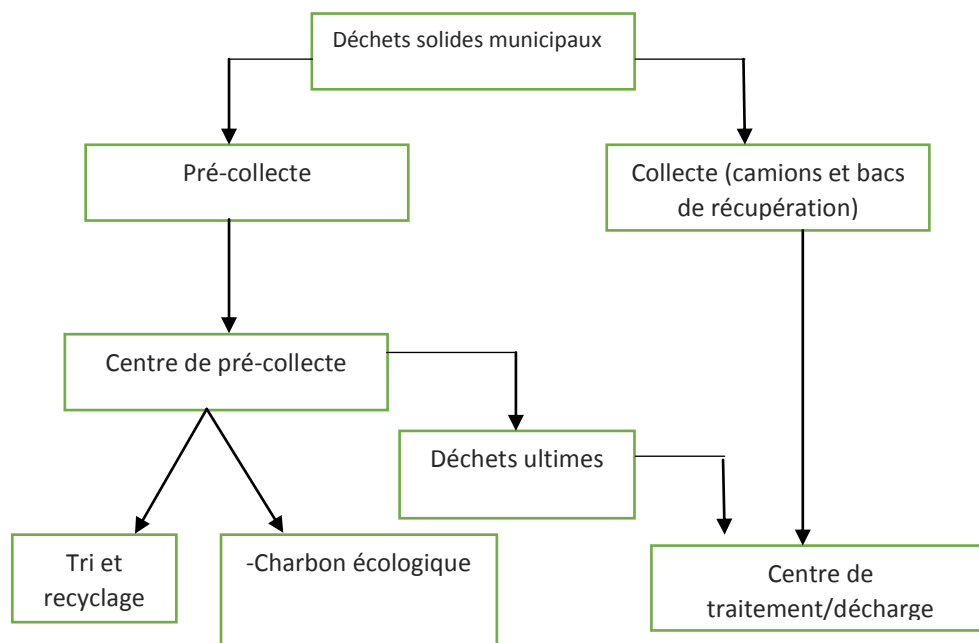 Déchets solides municipaux
Pré-collecte
Collecte (camions et bacs
de récupération)
Centre de pré-collecte
Déchets ultimes
Tri et
recyclage
-Charbon écologique
Centre de
traitement/décharge